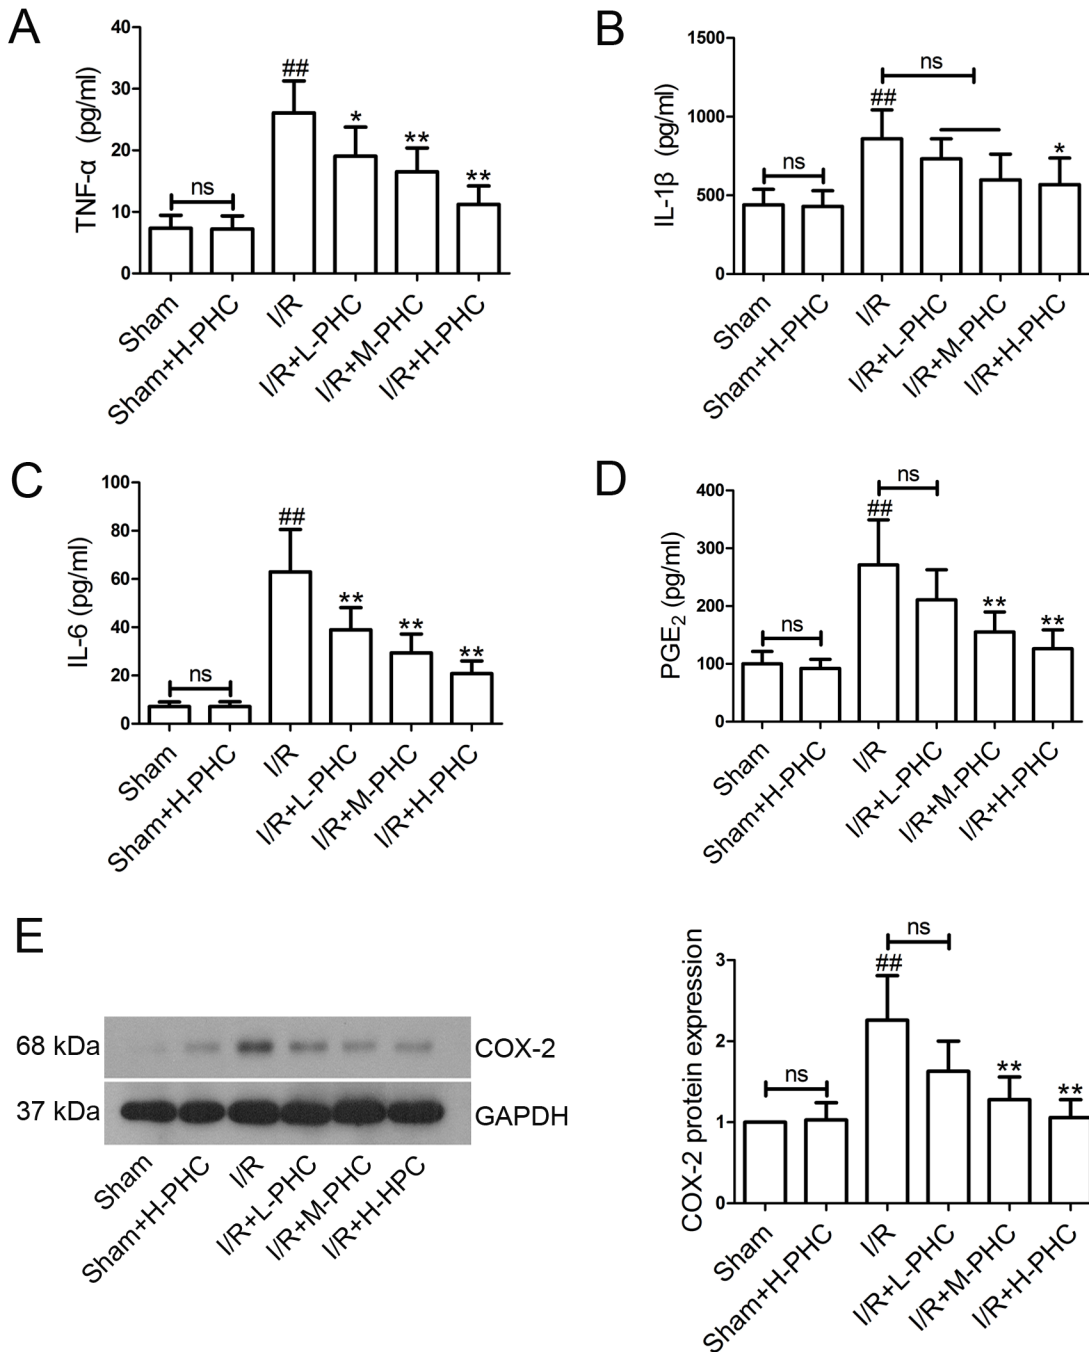 A
TNF-α (pg/ml)
40
30
20
10
0
ns
##
*
**
**
Sham
Sham+H-PHC
I/R
I/R+L-PHC
I/R+M-PHC
I/R+H-PHC
B
IL-1β (pg/ml)
1500
1000
500
0
ns
##
ns
*
Sham
Sham+H-PHC
I/R
I/R+L-PHC
I/R+M-PHC
I/R+H-PHC
C
IL-6 (pg/ml)
100
80
60
40
20
0
ns
##
**
**
**
Sham
Sham+H-PHC
I/R
I/R+L-PHC
I/R+M-PHC
I/R+H-PHC
D
PGE2 (pg/ml)
400
300
200
100
0
ns
##
ns
**
**
Sham
Sham+H-PHC
I/R
I/R+L-PHC
I/R+M-PHC
I/R+H-PHC
E
68 kDa
COX-2
37 kDa
GAPDH
Sham
Sham+H-PHC
I/R
I/R+L-PHC
I/R+M-PHC
I/R+H-HPC
COX-2 protein expression
3
2
1
0
ns
##
ns
**
**
Sham
Sham+H-PHC
I/R
I/R+L-PHC
I/R+M-PHC
I/R+H-PHC